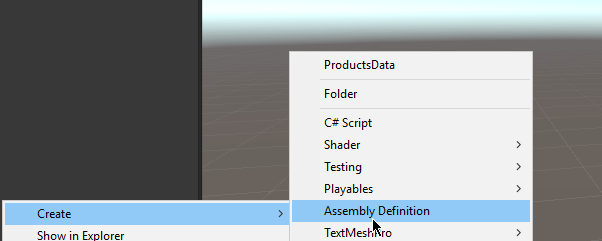 ProductsData
Folder
C# Script
Shader
Testing
Playables
Create
Assembly Definition
Show in Explorer
TextMeshPro